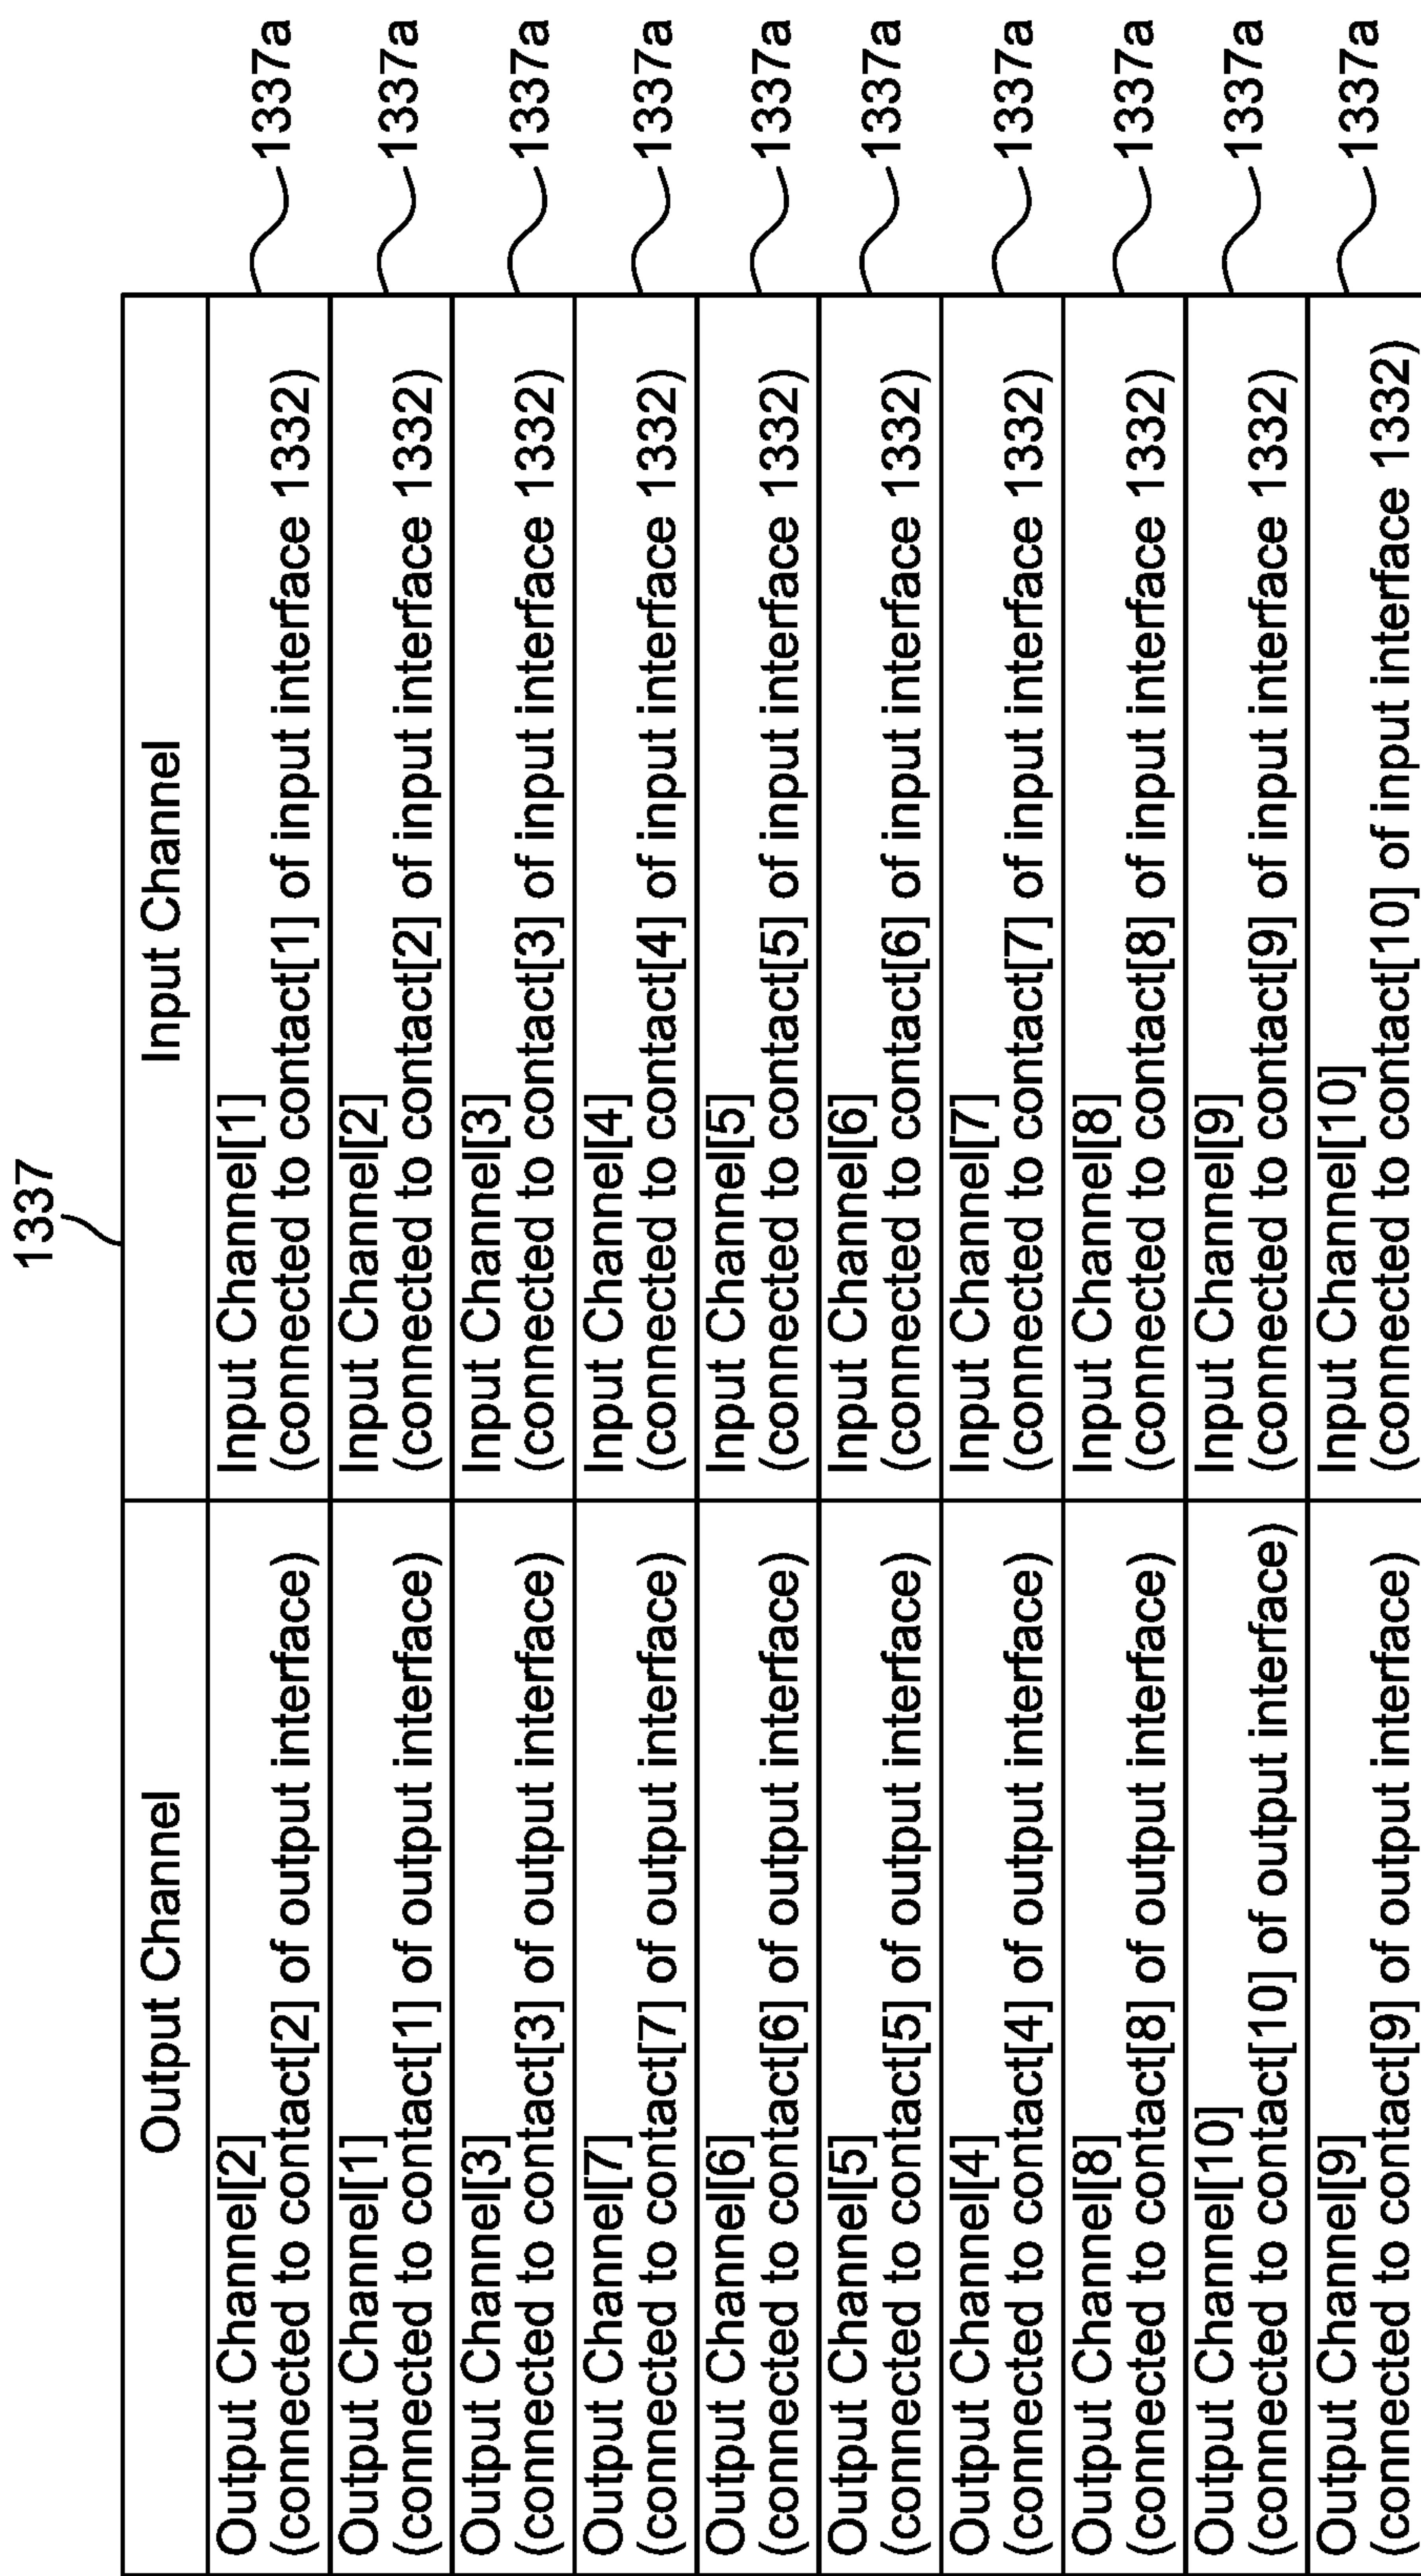 1337
Output Channel
Input Channel
Output Channel[2]
(connected to contact[2] of output interface)
Input Channel[1]
(connected to contact[1] of input interface 1332)
1337a
Output Channel[1]
(connected to contact[1] of output interface)
Input Channel[2]
(connected to contact[2] of input interface 1332)
1337a
Output Channel[3]
(connected to contact[3] of output interface)
Input Channel[3]
(connected to contact[3] of input interface 1332)
1337a
Output Channel[7]
(connected to contact[7] of output interface)
Input Channel[4]
(connected to contact[4] of input interface 1332)
1337a
Output Channel[6]
(connected to contact[6] of output interface)
Input Channel[5]
(connected to contact[5] of input interface 1332)
1337a
Output Channel[5]
(connected to contact[5] of output interface)
Input Channel[6]
(connected to contact[6] of input interface 1332)
1337a
Output Channel[4]
(connected to contact[4] of output interface)
Input Channel[7]
(connected to contact[7] of input interface 1332)
1337a
Output Channel[8]
(connected to contact[8] of output interface)
Input Channel[8]
(connected to contact[8] of input interface 1332)
1337a
Output Channel[10]
(connected to contact[10] of output interface)
Input Channel[9]
(connected to contact[9] of input interface 1332)
1337a
Output Channel[9]
(connected to contact[9] of output interface)
Input Channel[10]
(connected to contact[10] of input interface 1332)
1337a